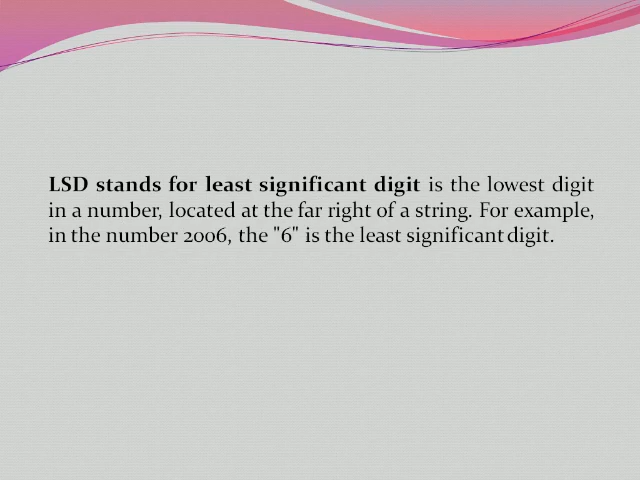 LSD stands for least significant digit is the lowest digit
in a number, located at the far right of a string. For example,
in the number 2006, the "6" is the least significant digit.